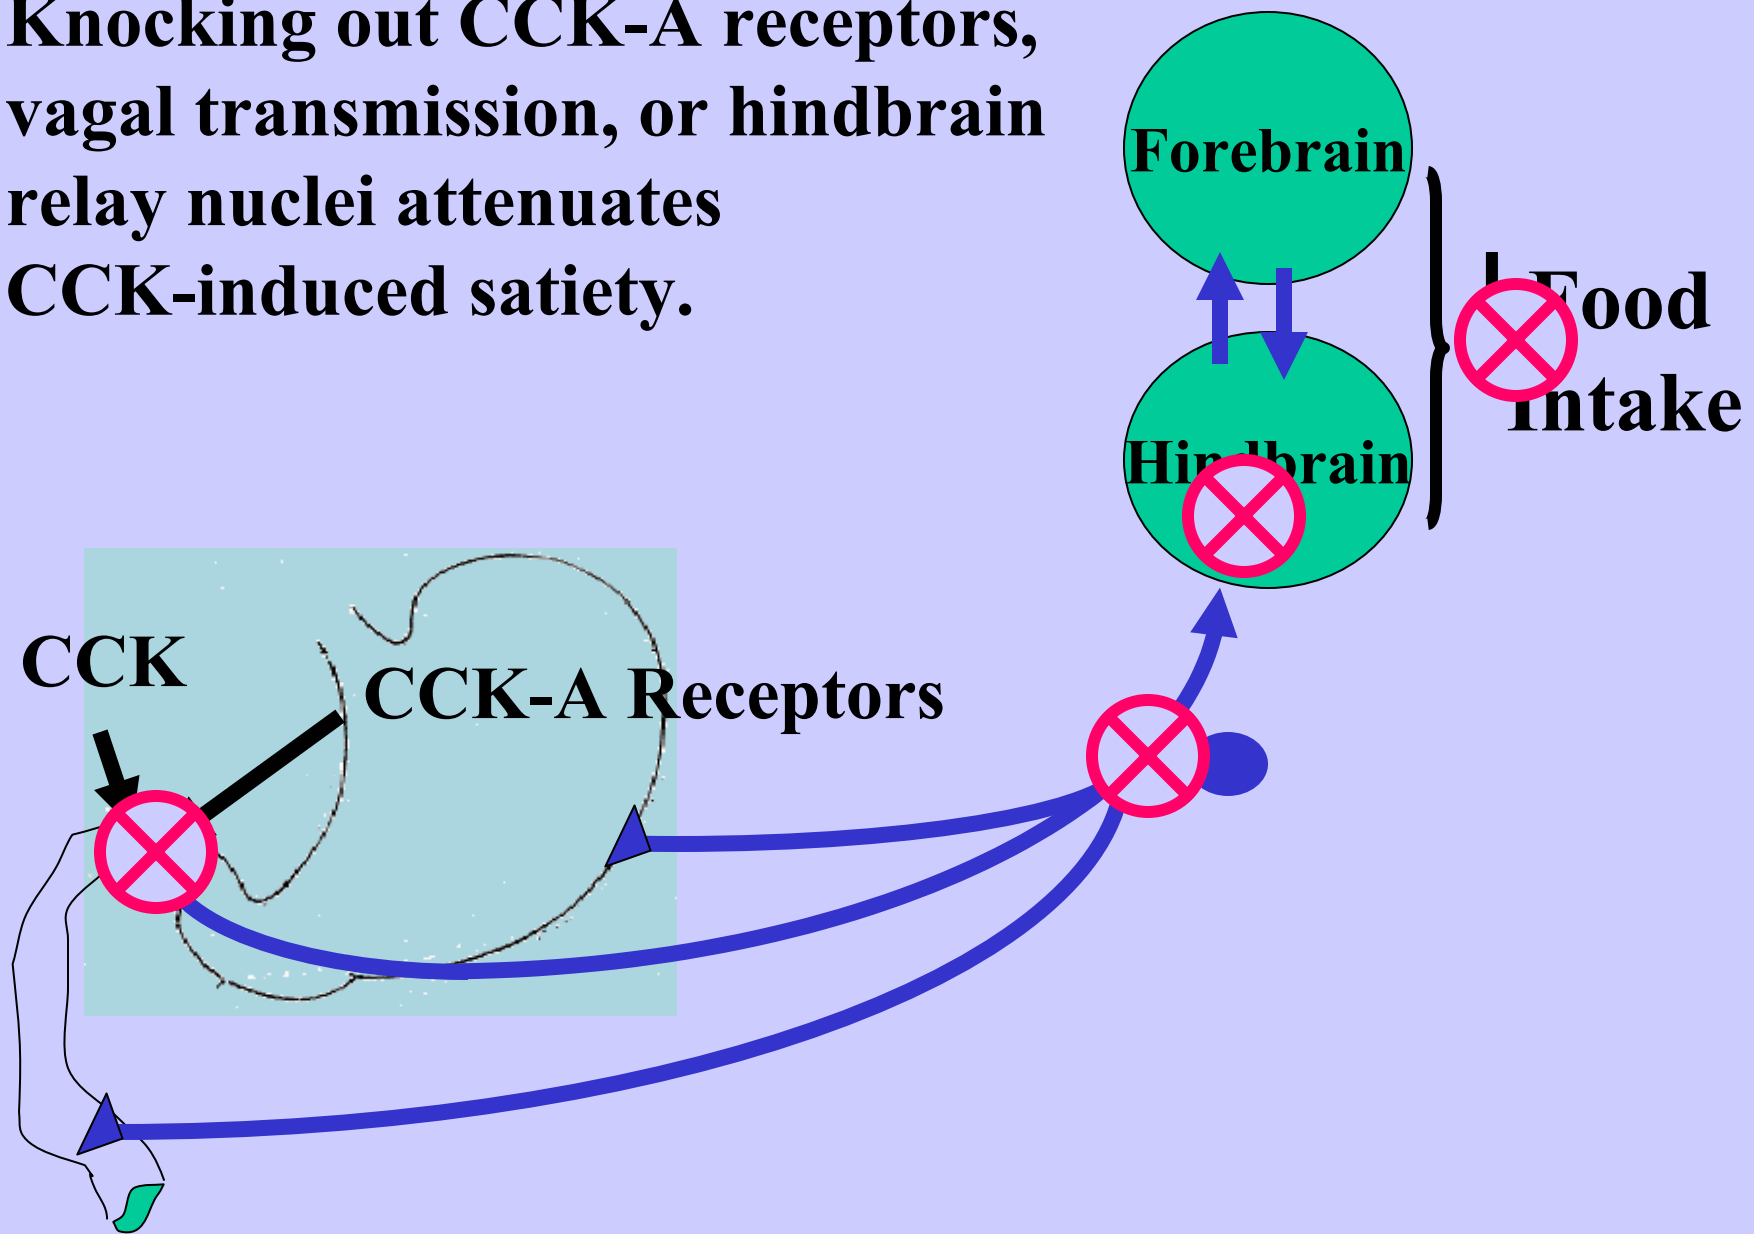 Knocking out CCK-A receptors,
vagal transmission, or hindbrain
relay nuclei attenuates
CCK-induced satiety.
Forebrain
Food
Intake
Hindbrain
CCK
CCK-A Receptors